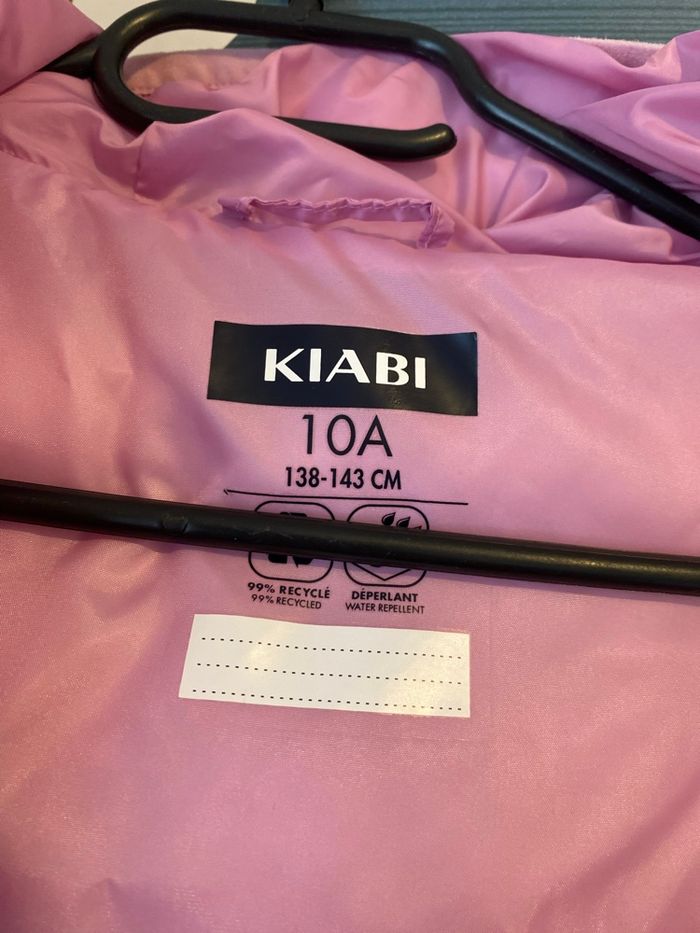 KIABI
10A
138-143 CM
99% RECYCLÉ
99% RECYCLED
DÉPERLANT
WATER REPELLENT